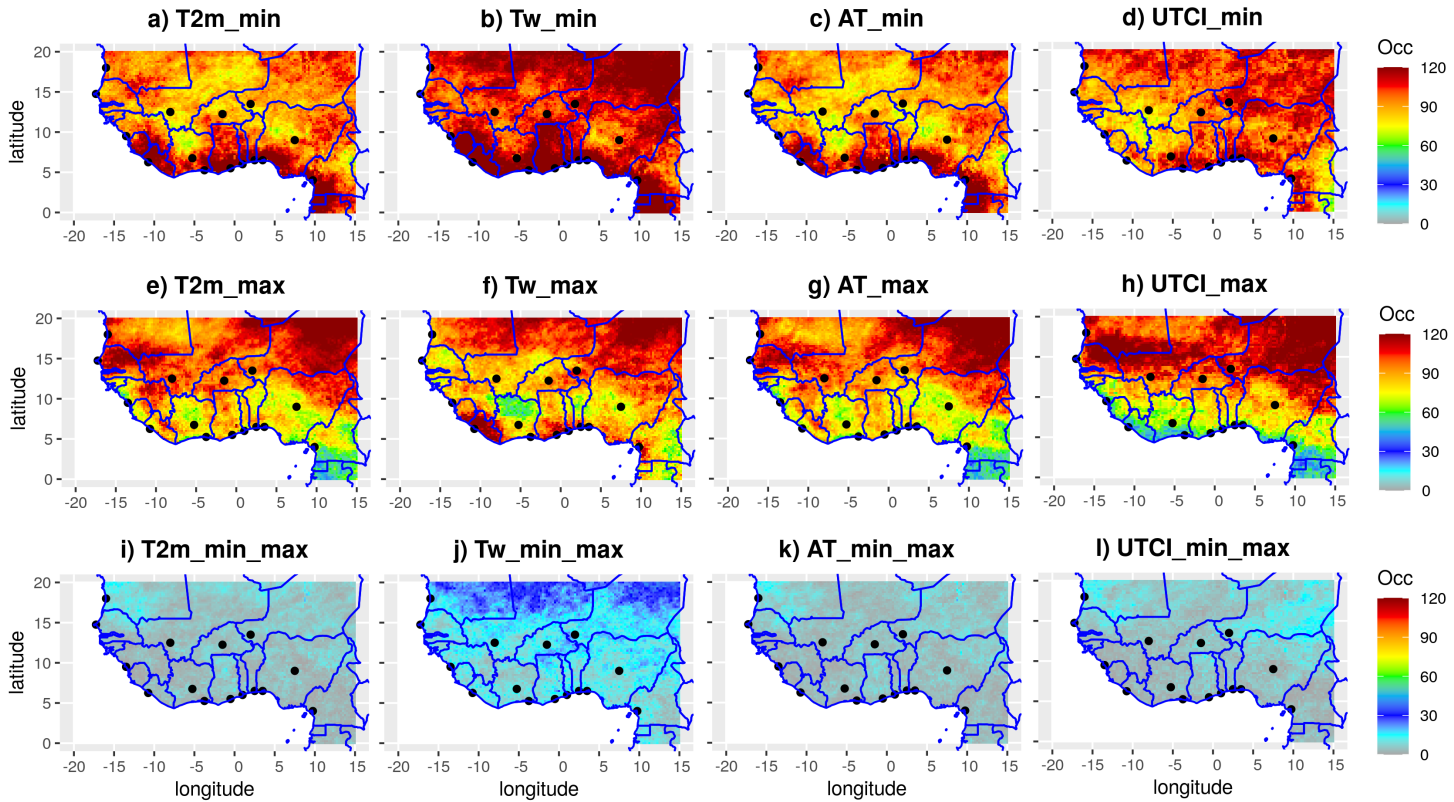 a) T2m_min
b) Tw_min
c) AT_min
d) UTCI_min
latitude
20
15
10
5
0
-20 -15 -10 -5 0 5 10 15
-20 -15 -10 -5 0 5 10 15
-20 -15 -10 -5 0 5 10 15
-20 -15 -10 -5 0 5 10 15
Occ
120
90
60
30
0
e) T2m_max
f) Tw_max
g) AT_max
h) UTCI_max
latitude
20
15
10
5
0
-20 -15 -10 -5 0 5 10 15
-20 -15 -10 -5 0 5 10 15
-20 -15 -10 -5 0 5 10 15
-20 -15 -10 -5 0 5 10 15
Occ
120
90
60
30
0
i) T2m_min_max
j) Tw_min_max
k) AT_min_max
l) UTCI_min_max
latitude
20
15
10
5
0
-20 -15 -10 -5 0 5 10 15
-20 -15 -10 -5 0 5 10 15
-20 -15 -10 -5 0 5 10 15
-20 -15 -10 -5 0 5 10 15
longitude
longitude
longitude
longitude
Occ
120
90
60
30
0